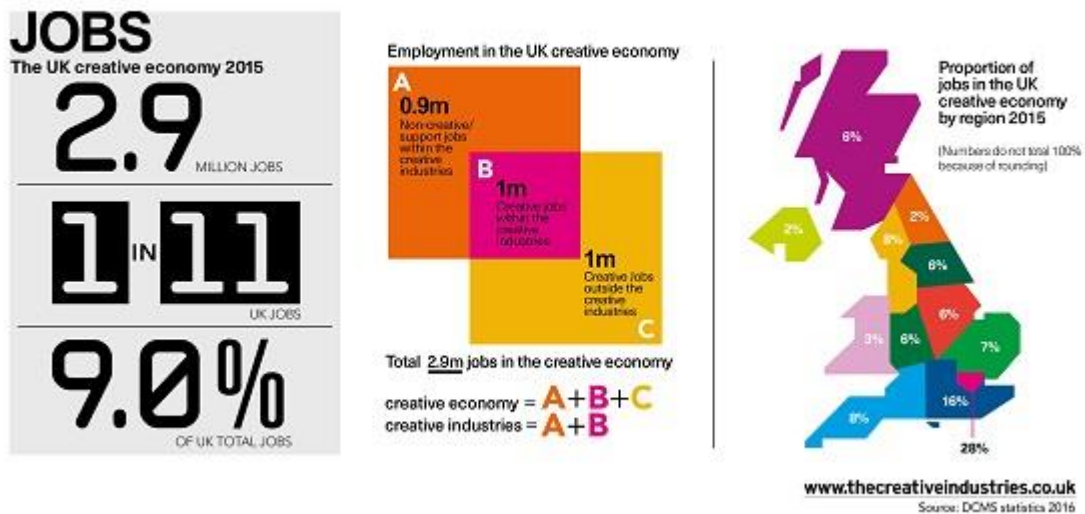 JOBS
The UK creative economy 2015
2.9
MILLION JOBS
1 IN 11
UK JOBS
9.0%
OF UK TOTAL JOBS
Employment in the UK creative economy
A
0.9m
Non-creative/
support jobs
within the
creative
industries
B
1m
Creative jobs
within the
creative
industries
1m
Creative Jobs
outside the
creative
industries
C
Total 2.9m jobs in the creative economy
creative economy = A+B+C
creative industries = A+B
Proportion of
jobs in the UK
creative economy
by region 2015
(Numbers do not total 100%
because of rounding)
6%
2%
2%
8%
6%
6%
3%
6%
7%
8%
16%
28%
www.thecreativeindustries.co.uk
Source: DCMS statistics 2016